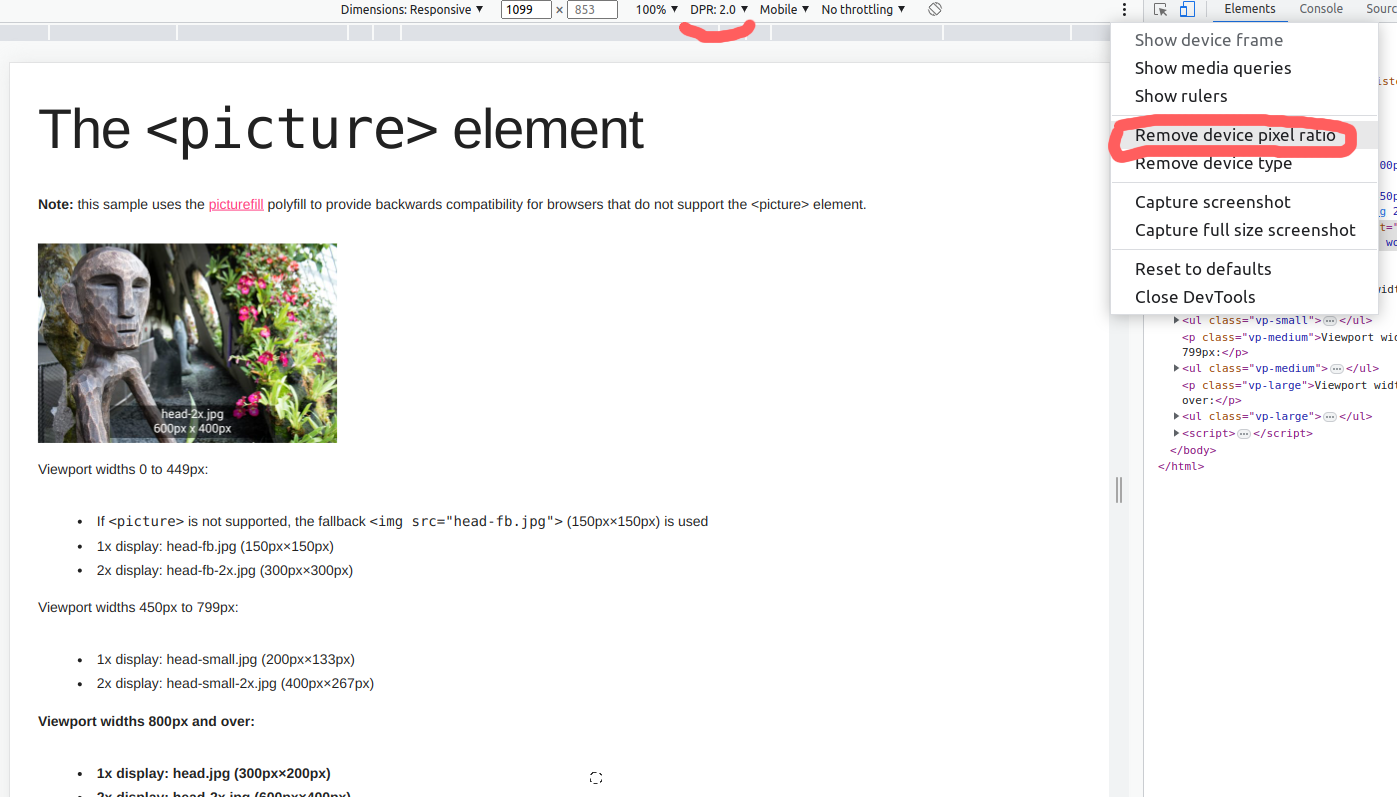 Dimensions: Responsive ▼ 1099 × 853 100% ▼ DPR: 2.0 ▼ Mobile ▼ No throttling ▼
Elements Console Sourc
Show device frame
Show media queries
Show rulers
Remove device pixel ratio
Remove device type
Capture screenshot
Capture full size screenshot
Reset to defaults
Close DevTools
The <picture> element
Note: this sample uses the picturefill polyfill to provide backwards compatibility for browsers that do not support the <picture> element.
head-2x.jpg
600px x 400px
Viewport widths 0 to 449px:
• If <picture> is not supported, the fallback <img src="head-fb.jpg"> (150px×150px) is used
• 1x display: head-fb.jpg (150px×150px)
• 2x display: head-fb-2x.jpg (300px×300px)
Viewport widths 450px to 799px:
• 1x display: head-small.jpg (200px×133px)
• 2x display: head-small-2x.jpg (400px×267px)
Viewport widths 800px and over:
• 1x display: head.jpg (300px×200px)
• 2x display: head-2x.jpg (600px×400px)
▶<ul class="vp-small">…</ul>
<p class="vp-medium">Viewport wid
799px:</p>
▶<ul class="vp-medium">…</ul>
<p class="vp-large">Viewport widt
over:</p>
▶<ul class="vp-large">…</ul>
▶<script>…</script>
</body>
</html>